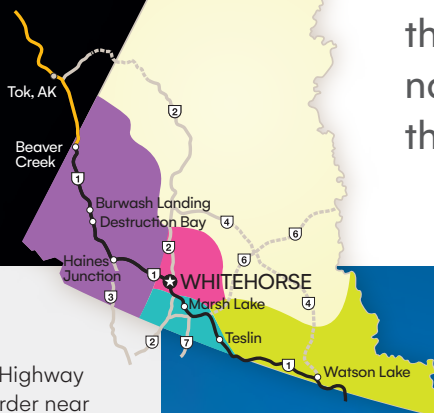 th
no
th
2
Tok, AK
Beaver
Creek
1
Burwash Landing
Destruction Bay
4
6
2
6
Haines
Junction
1
WHITEHORSE
3
Marsh Lake
4
2
7
Teslin
1
Watson Lake
Highway
rder near